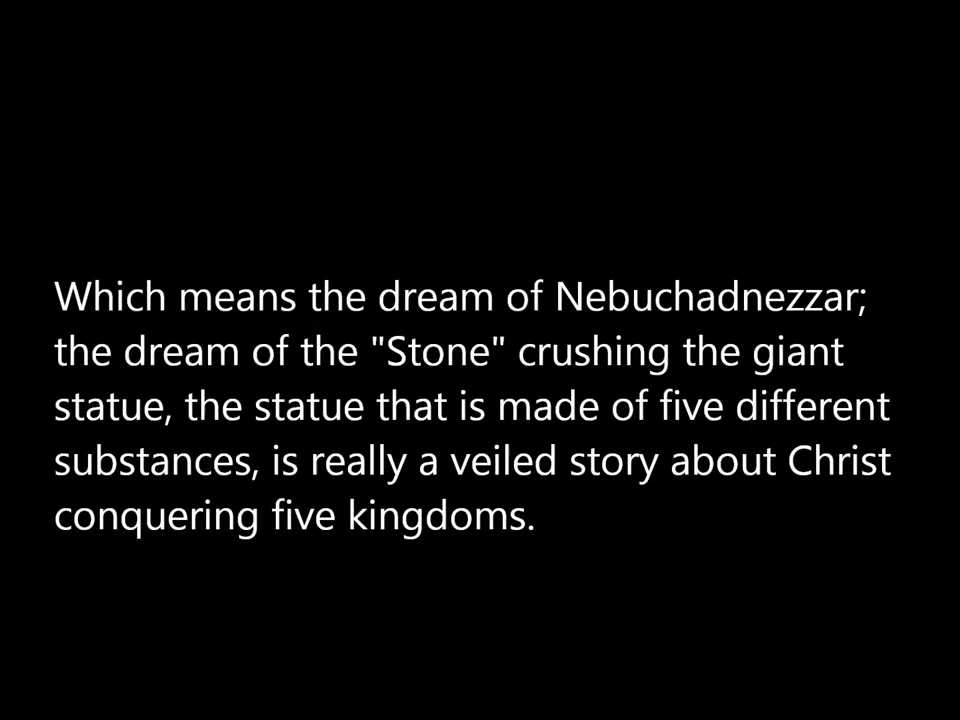 Which means the dream of Nebuchadnezzar;
the dream of the "Stone" crushing the giant
statue, the statue that is made of five different
substances, is really a veiled story about Christ
conquering five kingdoms.